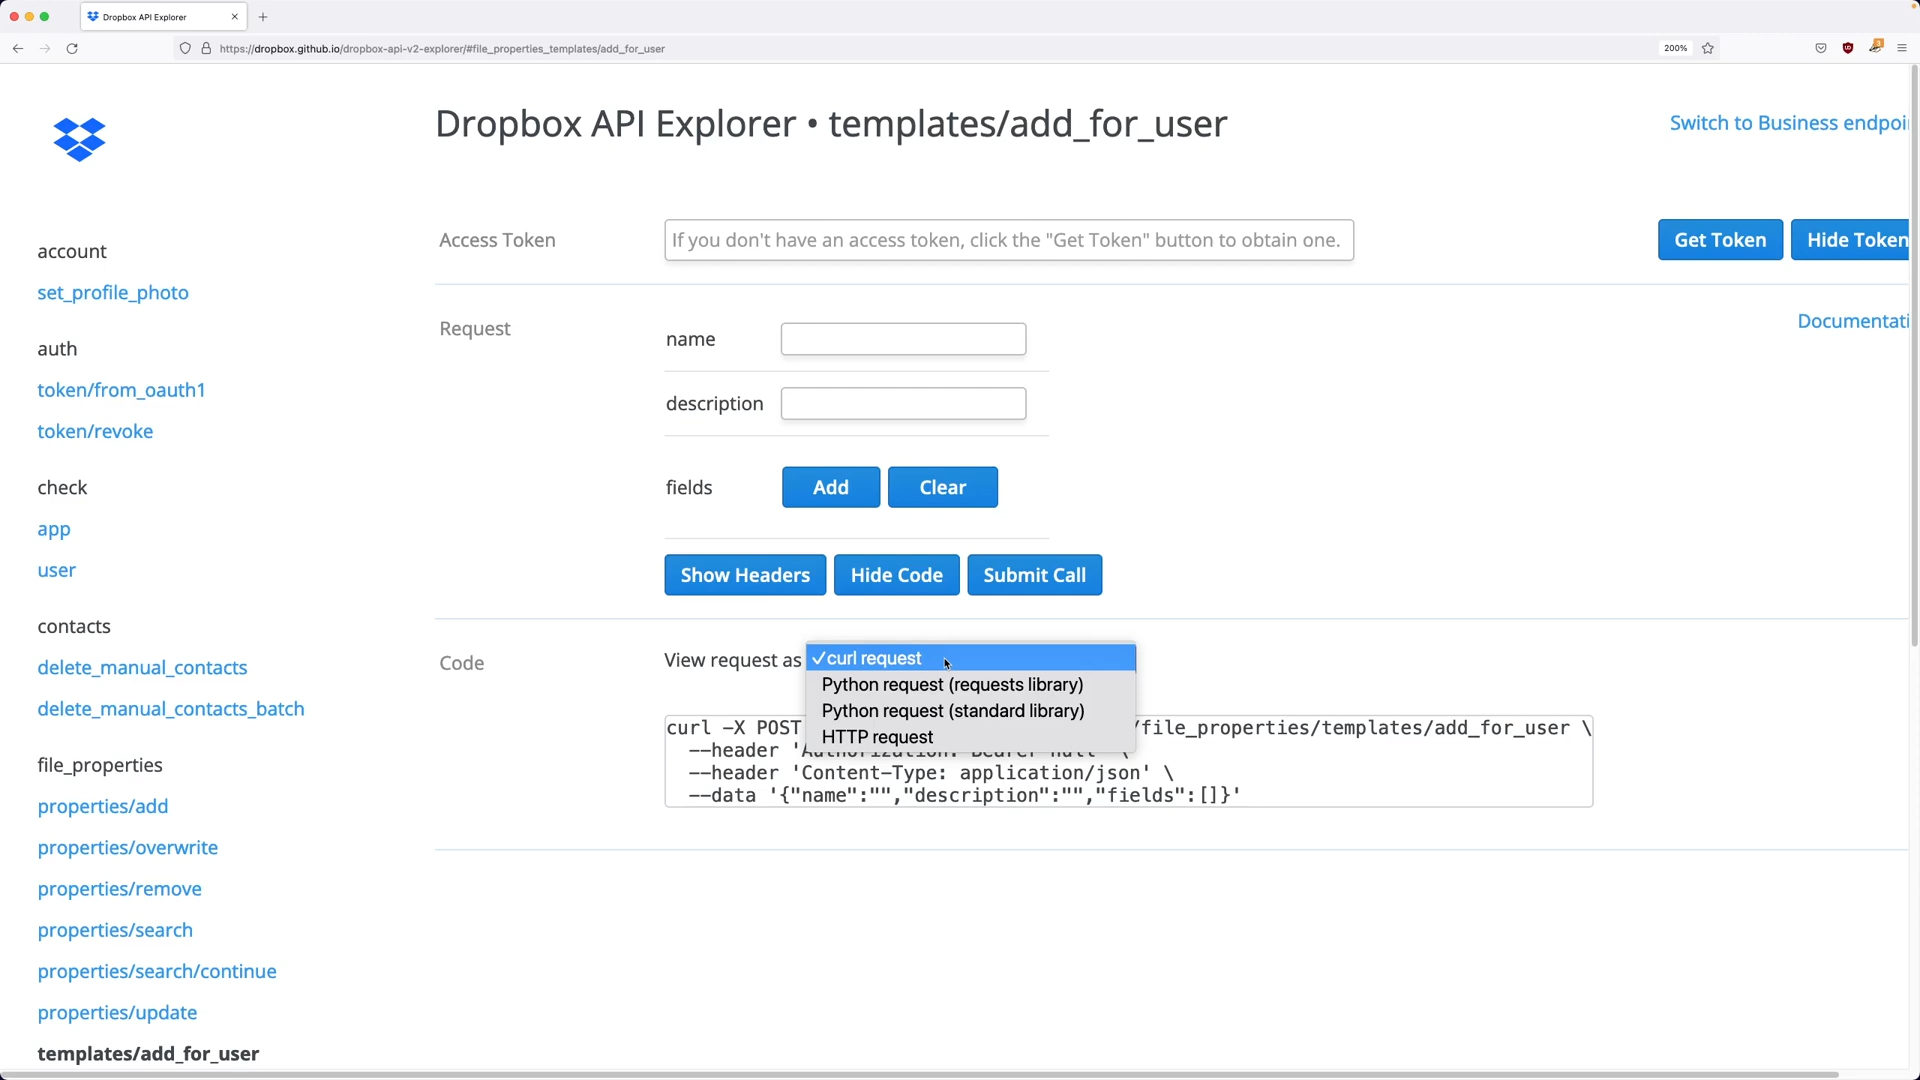 Dropbox API Explorer
https://dropbox.github.io/dropbox-api-v2-explorer/#file_properties_templates/add_for_user
200%
Dropbox API Explorer • templates/add_for_user
Switch to Business endpoi
account
set_profile_photo
auth
token/from_oauth1
token/revoke
check
app
user
contacts
delete_manual_contacts
delete_manual_contacts_batch
file_properties
properties/add
properties/overwrite
properties/remove
properties/search
properties/search/continue
properties/update
templates/add_for_user
Access Token
If you don't have an access token, click the "Get Token" button to obtain one.
Get Token
Hide Token
Request
Documentati
name
description
fields
Add
Clear
Show Headers
Hide Code
Submit Call
Code
View request as
✓curl request
Python request (requests library)
Python request (standard library)
HTTP request
curl -X POST /file_properties/templates/add_for_user \
--header 'Authorization: Bearer null' \
--header 'Content-Type: application/json' \
--data '{"name":"","description":"","fields":[]}'